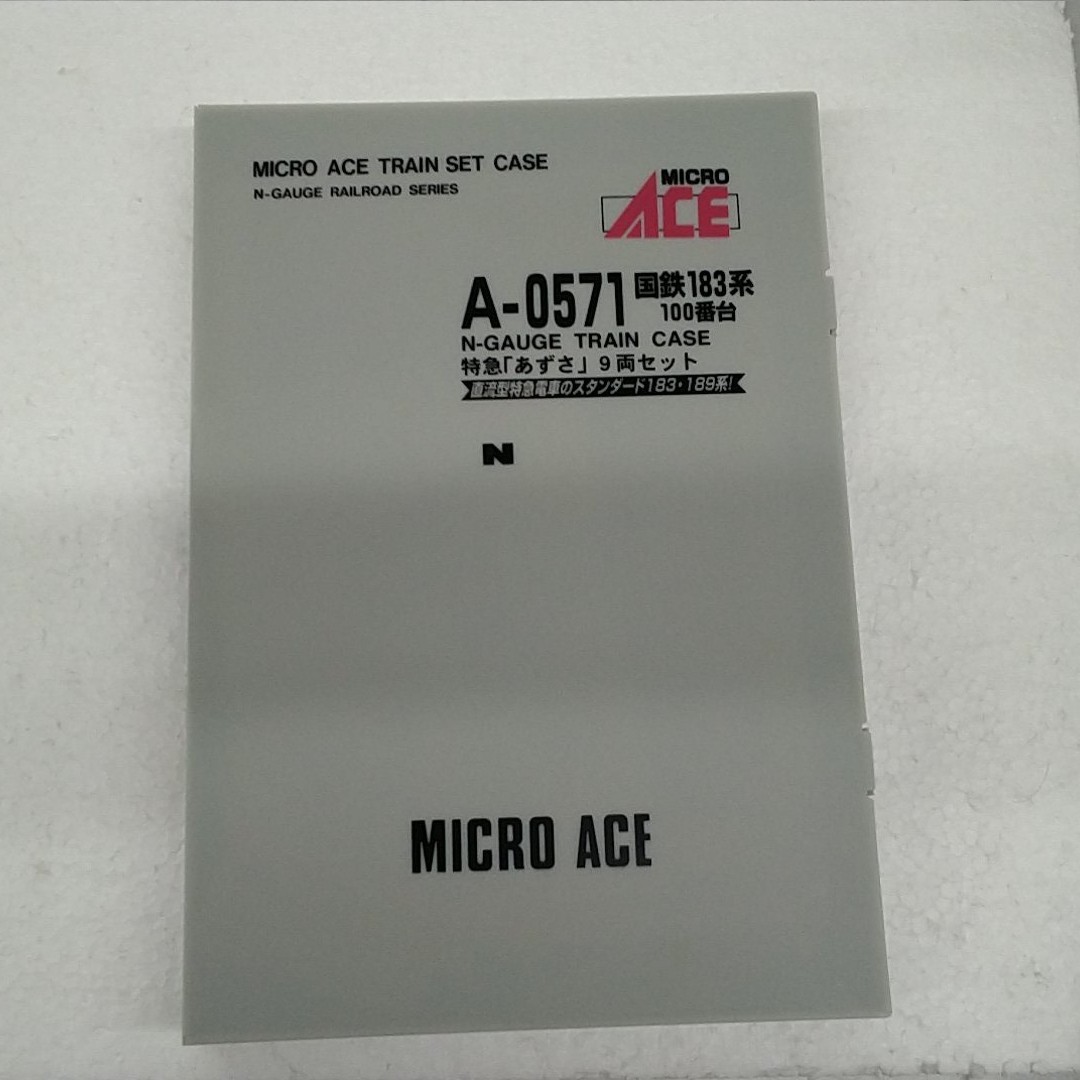 MICRO ACE TRAIN SET CASE
N-GAUGE RAILROAD SERIES
MICRO
ACE
A-0571 国鉄183系
100番台
N-GAUGE TRAIN CASE
特急「あずさ」9両セット
直流型特急電車のスタンダード183・189系!
N
MICRO ACE